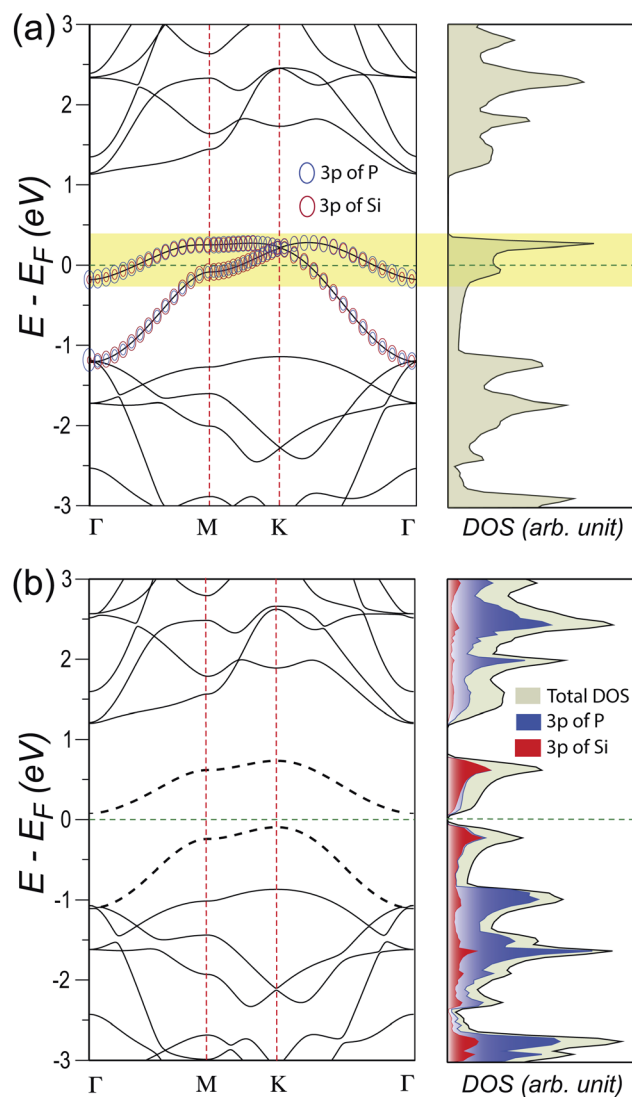 (a)
3
2
1
0
-1
-2
-3
E - E_F (eV)
3p of P
3p of Si
Γ M K Γ
DOS (arb. unit)
(b)
3
2
1
0
-1
-2
-3
E - E_F (eV)
Total DOS
3p of P
3p of Si
Γ M K Γ
DOS (arb. unit)